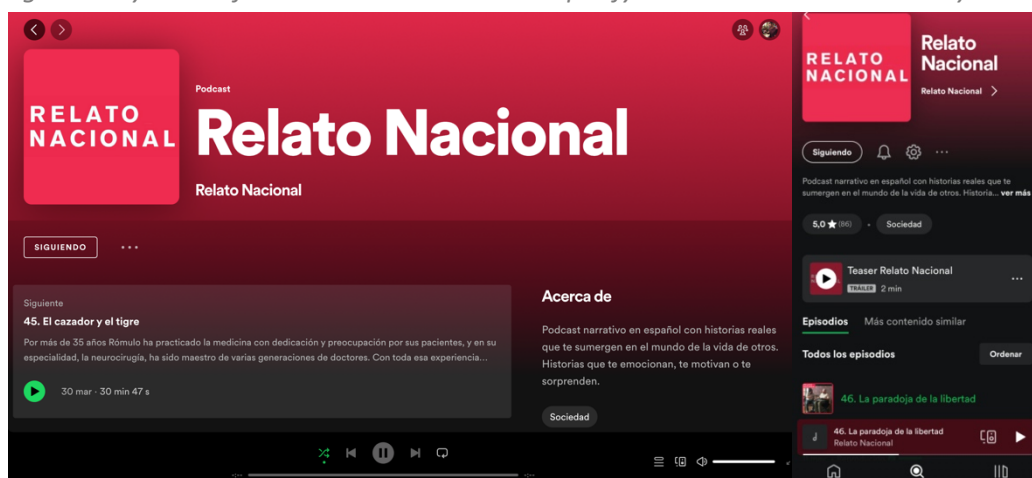 RELATO
NACIONAL
Podcast
Relato Nacional
Relato Nacional
SIGUIENDO
Siguiente
45. El cazador y el tigre
Por más de 35 años Rómulo ha practicado la medicina con dedicación y preocupación por sus pacientes, y en su
especialidad, la neurocirugía, ha sido maestro de varias generaciones de doctores. Con toda esa experiencia...
30 mar · 30 min 47 s
Acerca de
Podcast narrativo en español con historias reales
que te sumergen en el mundo de la vida de otros.
Historias que te emocionan, te motivan o te
sorprenden.
Sociedad
RELATO
NACIONAL
Relato
Nacional
Relato Nacional
Siguiendo
Podcast narrativo en español con historias reales que te
sumergen en el mundo de la vida de otros. Historia... ver más
5,0 ★ (86)
Sociedad
Teaser Relato Nacional
TRÁILER 2 min
Episodios Más contenido similar
Todos los episodios Ordenar
46. La paradoja de la libertad
46. La paradoja de la libertad
Relato Nacional